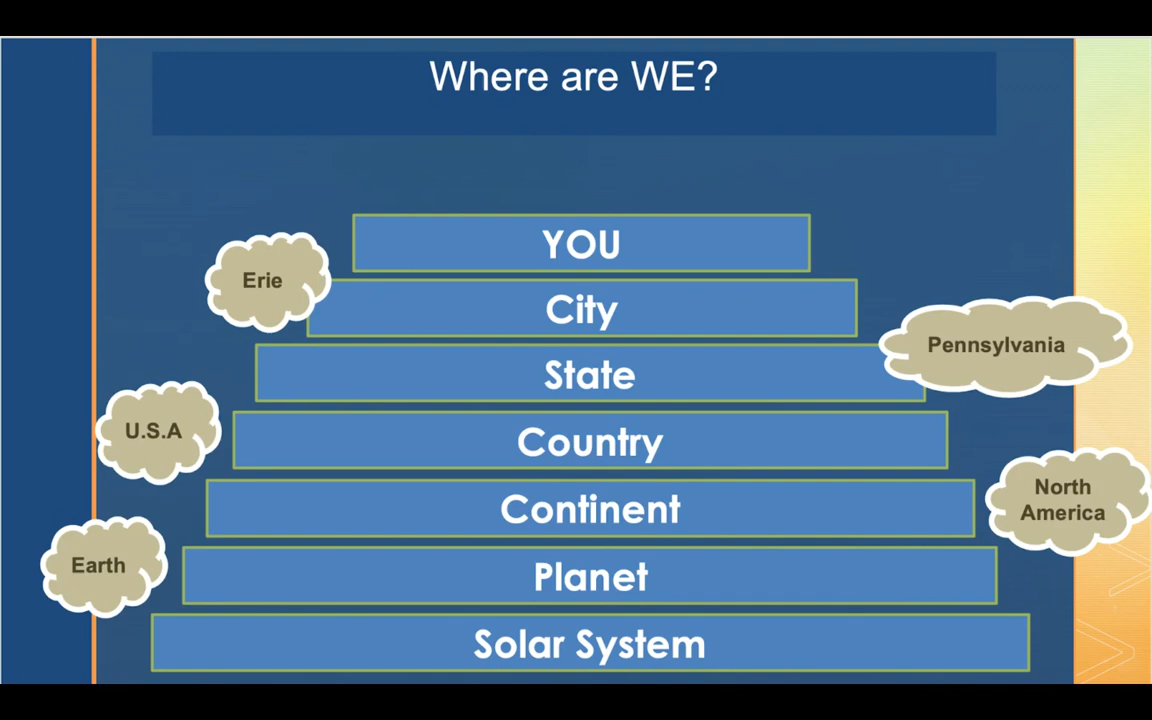 Where are WE?
YOU
Erie
City
Pennsylvania
State
U.S.A
Country
North
America
Continent
Earth
Planet
Solar System